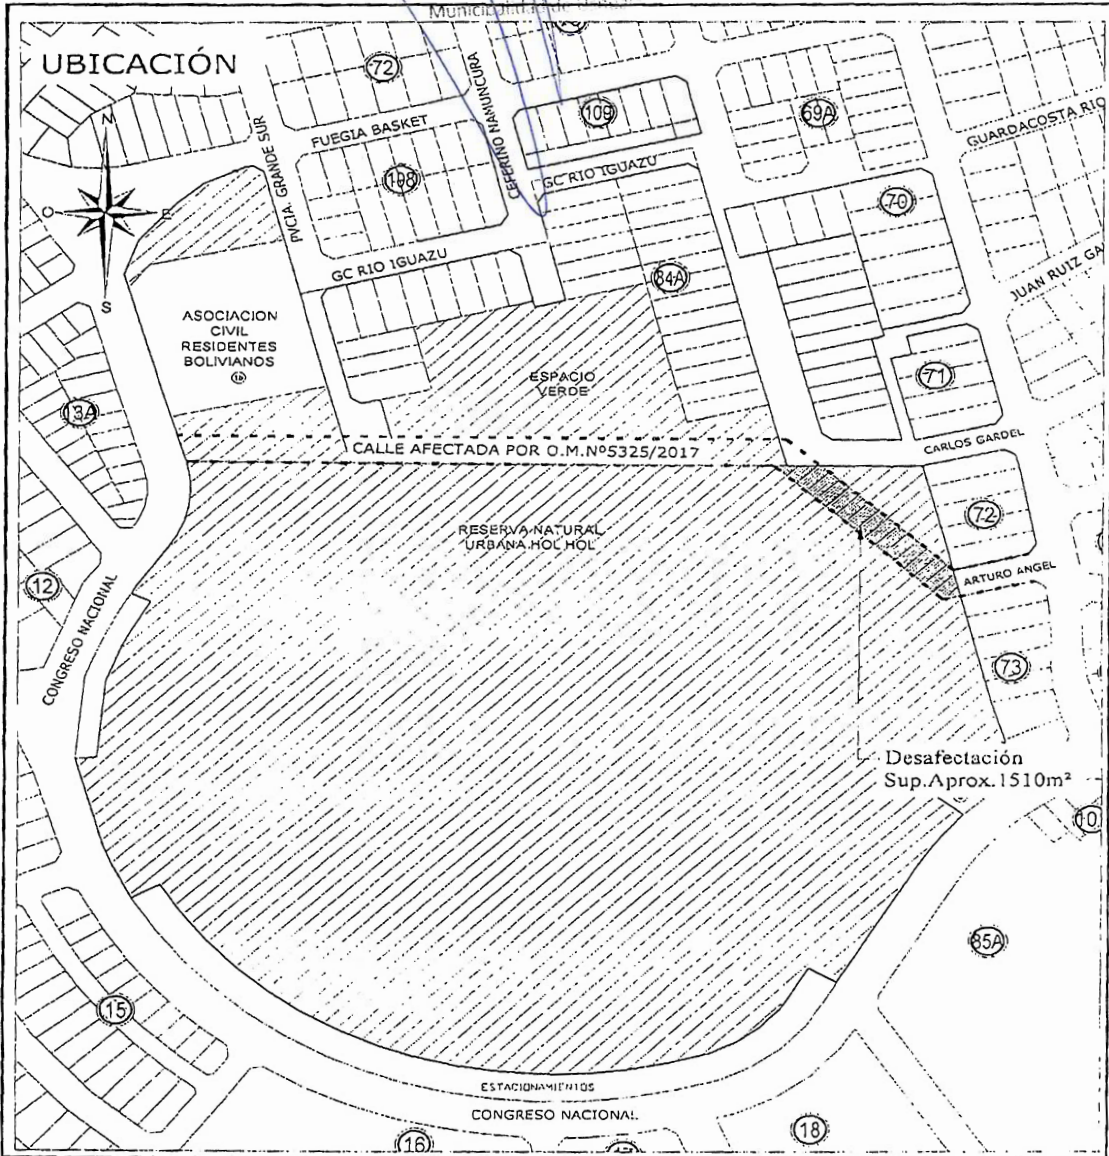 Municipalidad de
UBICACIÓN
72
109
69A
GUARDACOSTA RIO
FUEGIA BASKET
CEFERINO NAMUNCURA
PVCIA. GRANDE SUR
108
GC RIO IGUAZU
70
N
O
E
S
GC RIO IGUAZU
84A
JUAN RUIZ GA
ASOCIACION
CIVIL
RESIDENTES
BOLIVIANOS
ESPACIO
VERDE
71
13A
CARLOS GARDEL
CALLE AFECTADA POR O.M.Nº5325/2017
RESERVA NATURAL
URBANA HOL HOL
72
12
ARTURO ANGEL
CONGRESO NACIONAL
73
Desafectación
Sup.Aprox.1510m²
10
85A
15
ESTACIONAMIENTOS
CONGRESO NACIONAL
16
18